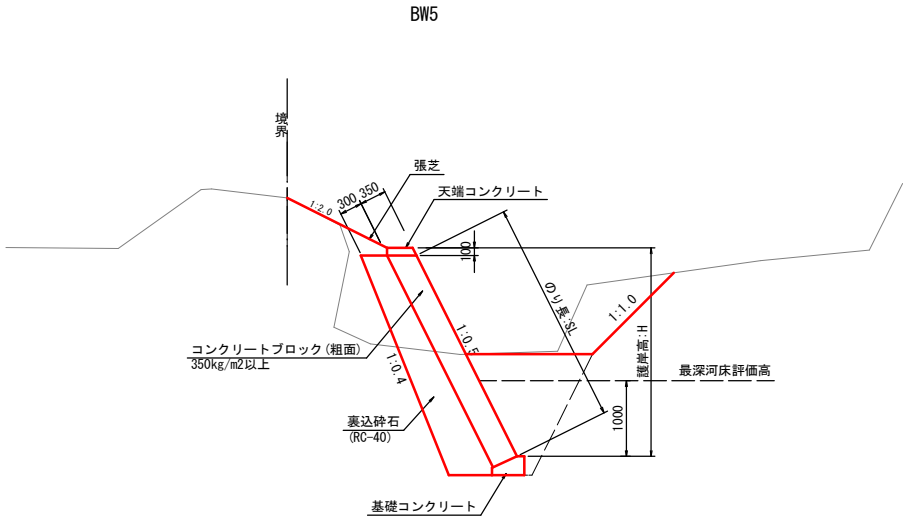 BW5
境界
張芝
300
350
天端コンクリート
1:2.0
100
のり長:SL
1:1.0
護岸高:H
コンクリートブロック(粗面)
350kg/m2以上
1:0.5
1:0.4
最深河床評価高
1000
裏込砕石
(RC-40)
基礎コンクリート